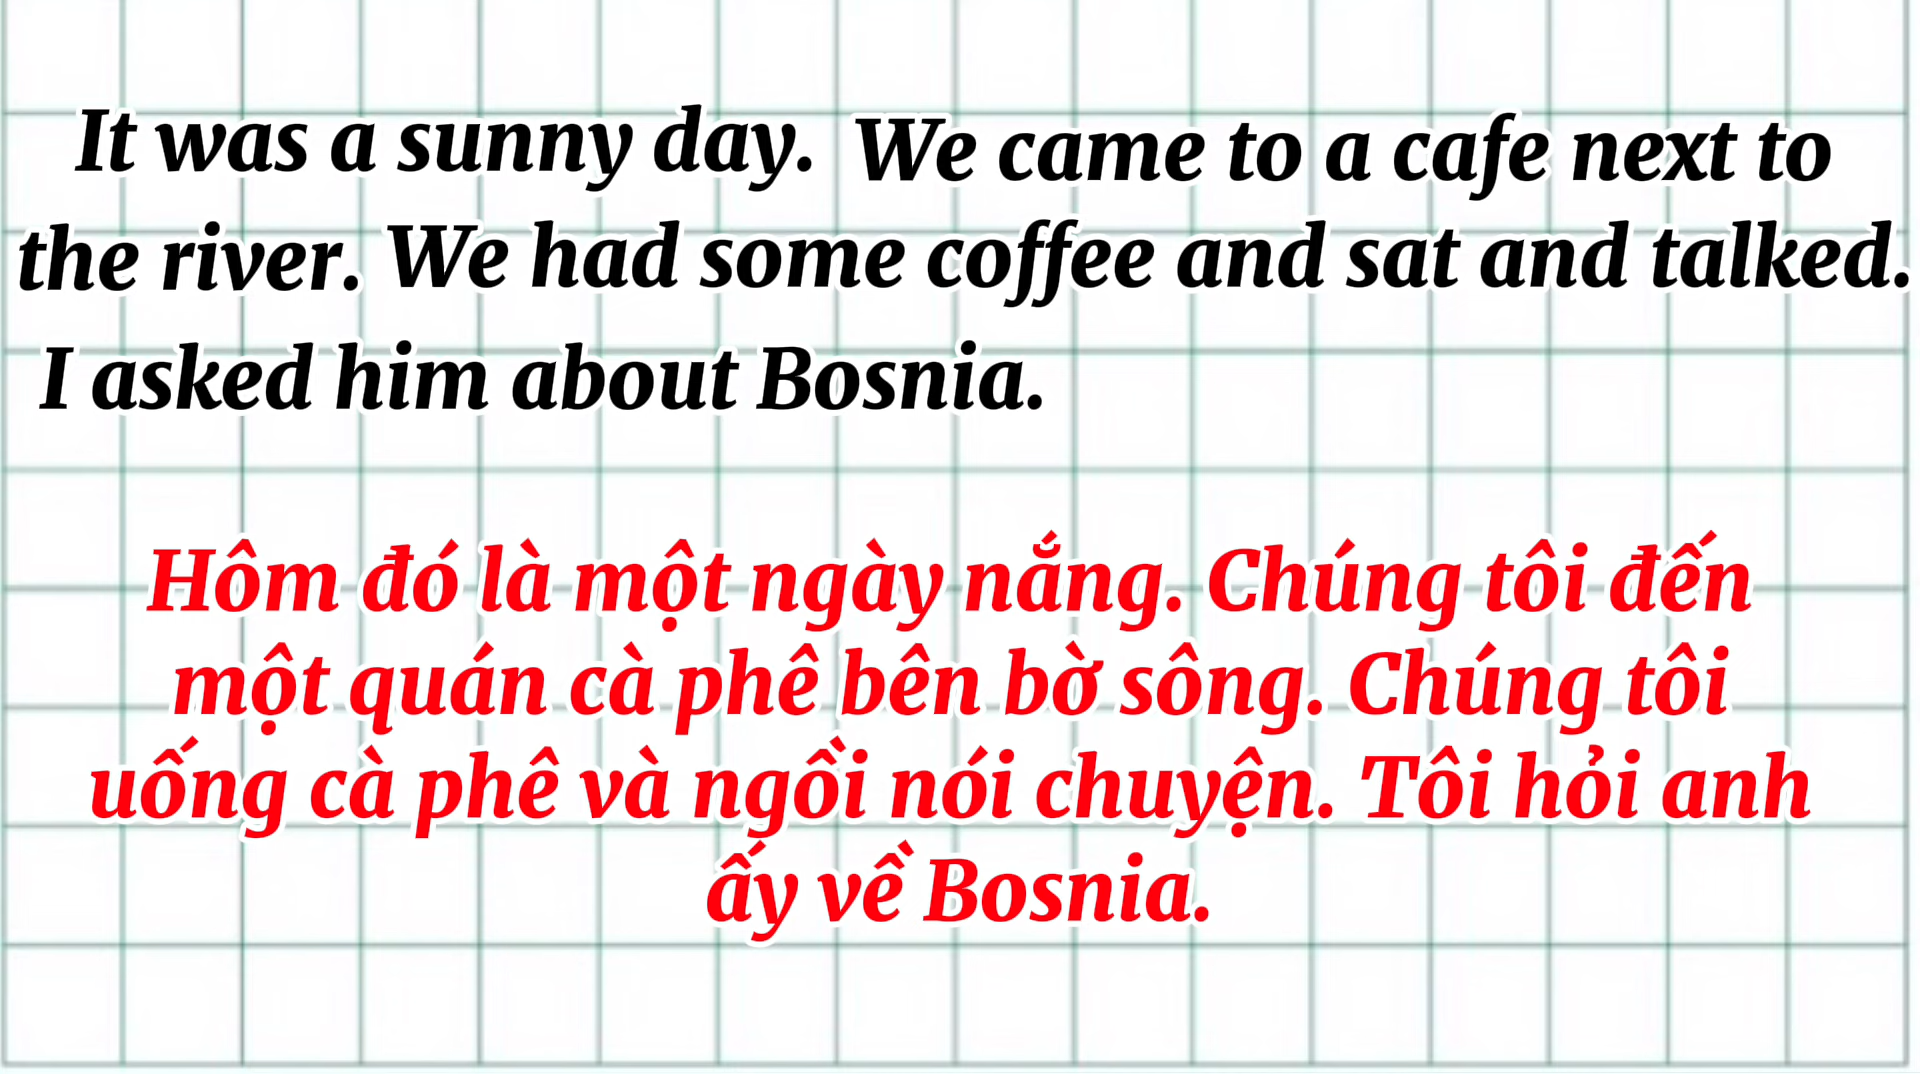 It was a sunny day. We came to a cafe next to
the river. We had some coffee and sat and talked.
I asked him about Bosnia.
Hôm đó là một ngày nắng. Chúng tôi đến
một quán cà phê bên bờ sông. Chúng tôi
uống cà phê và ngồi nói chuyện. Tôi hỏi anh
ấy về Bosnia.